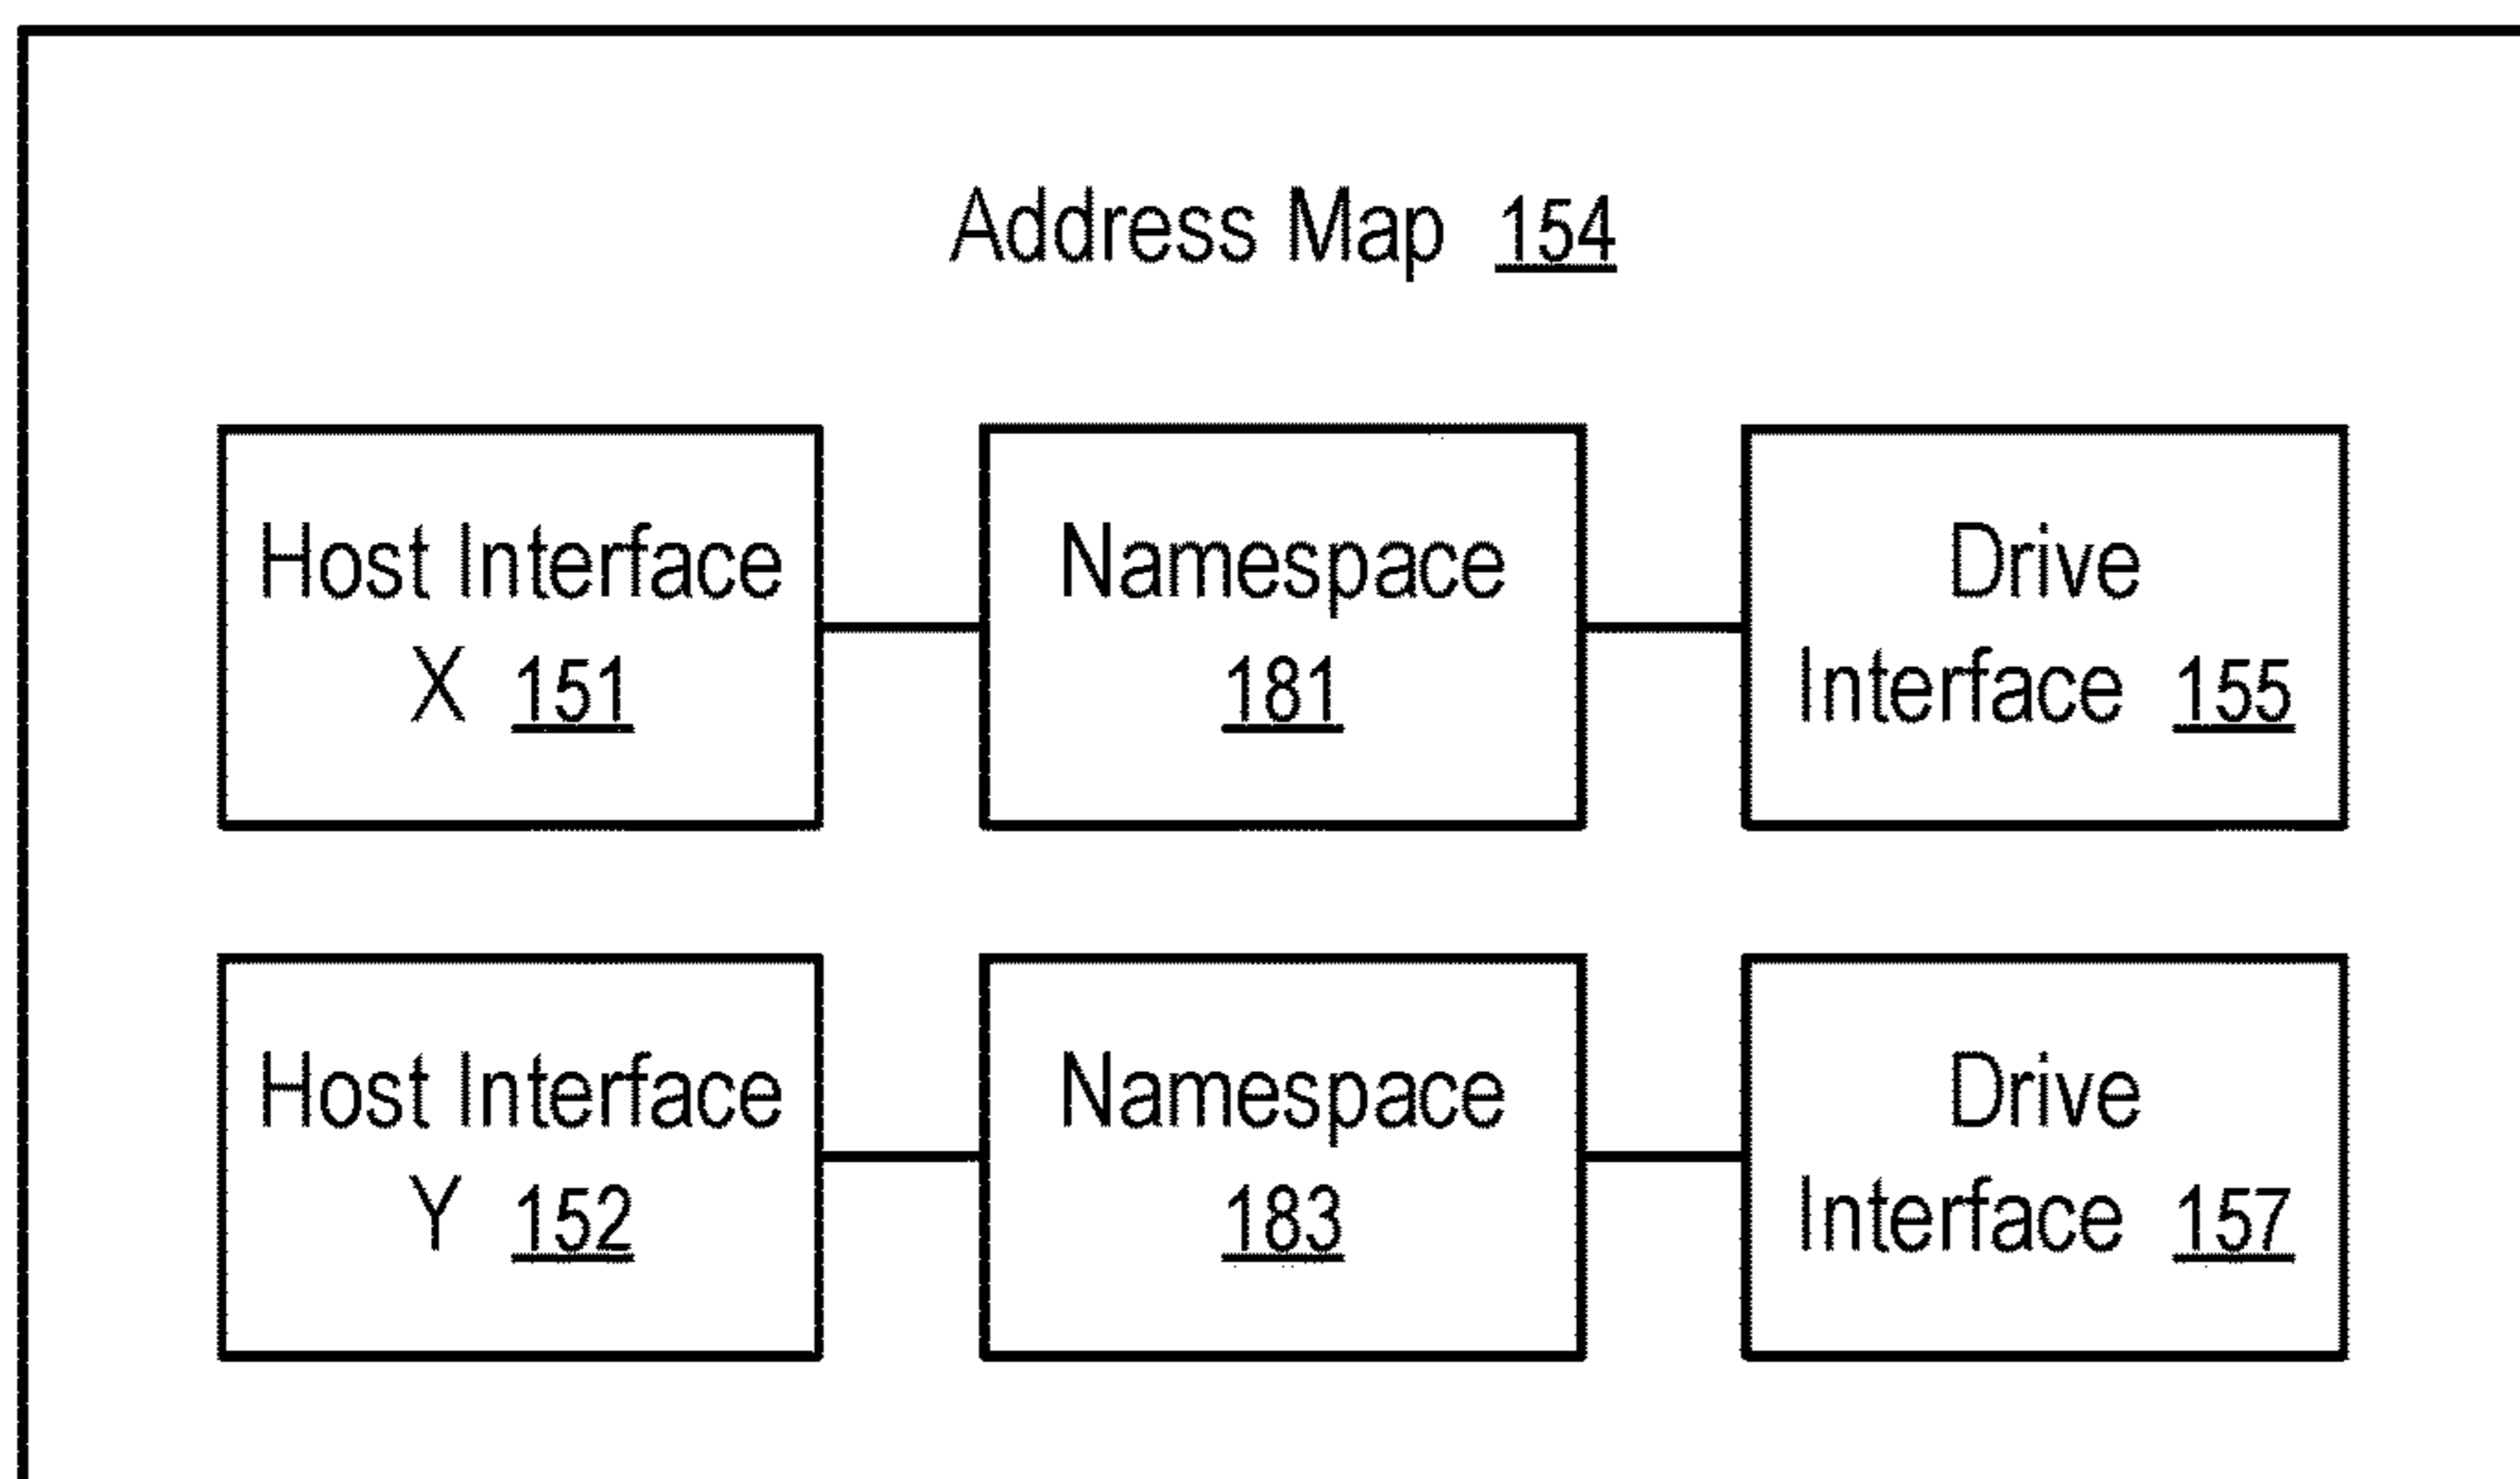 Address Map 154
Host Interface
X 151
Namespace
181
Drive
Interface 155
Host Interface
Y 152
Namespace
183
Drive
Interface 157